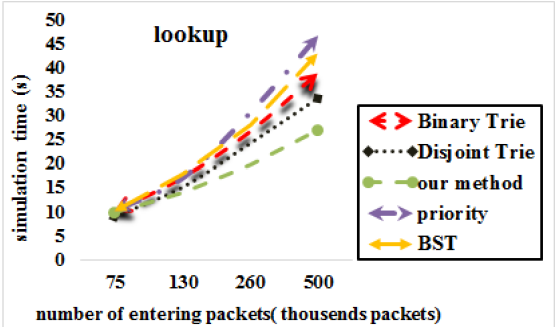 lookup
simulation time (s)
50
45
40
35
30
25
20
15
10
5
0
75 130 260 500
number of entering packets( thousends packets)
Binary Trie
Disjoint Trie
our method
priority
BST